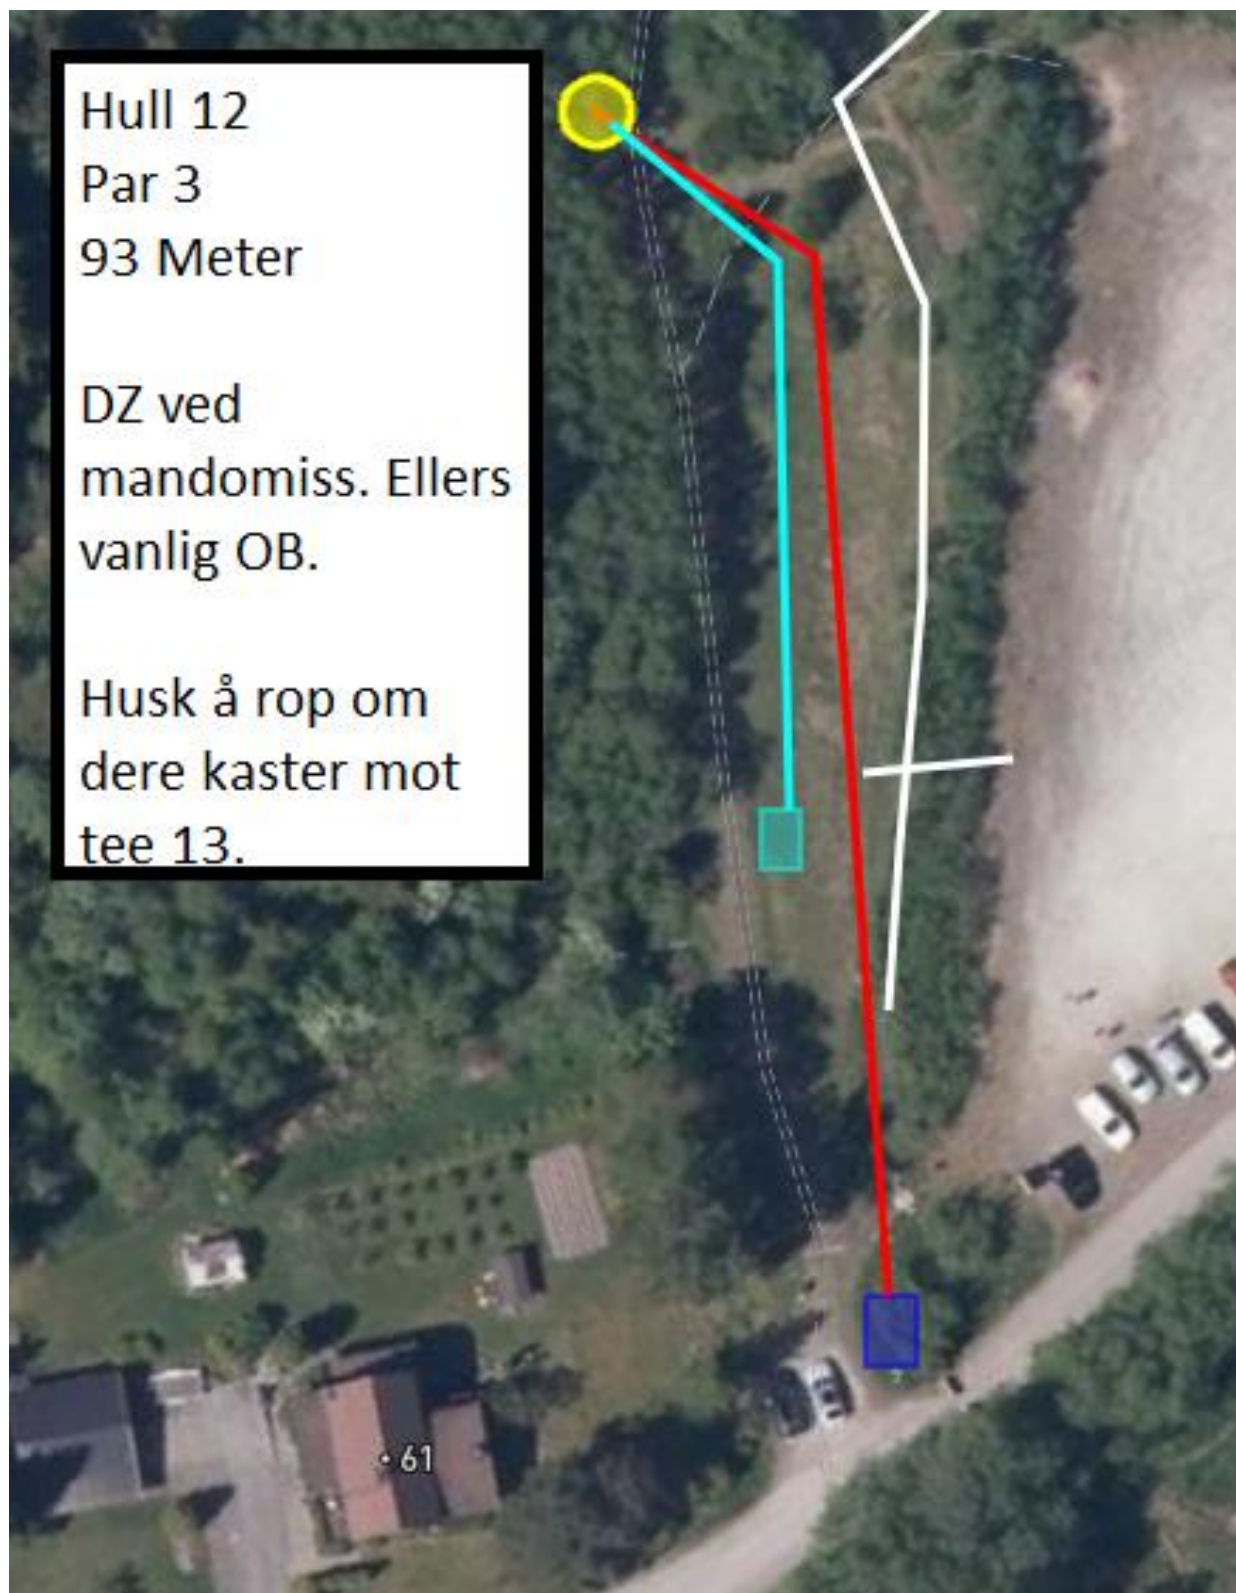 Hull 12
Par 3
93 Meter
DZ ved
mandomiss. Ellers
vanlig OB.
Husk å rop om
dere kaster mot
tee 13.
61